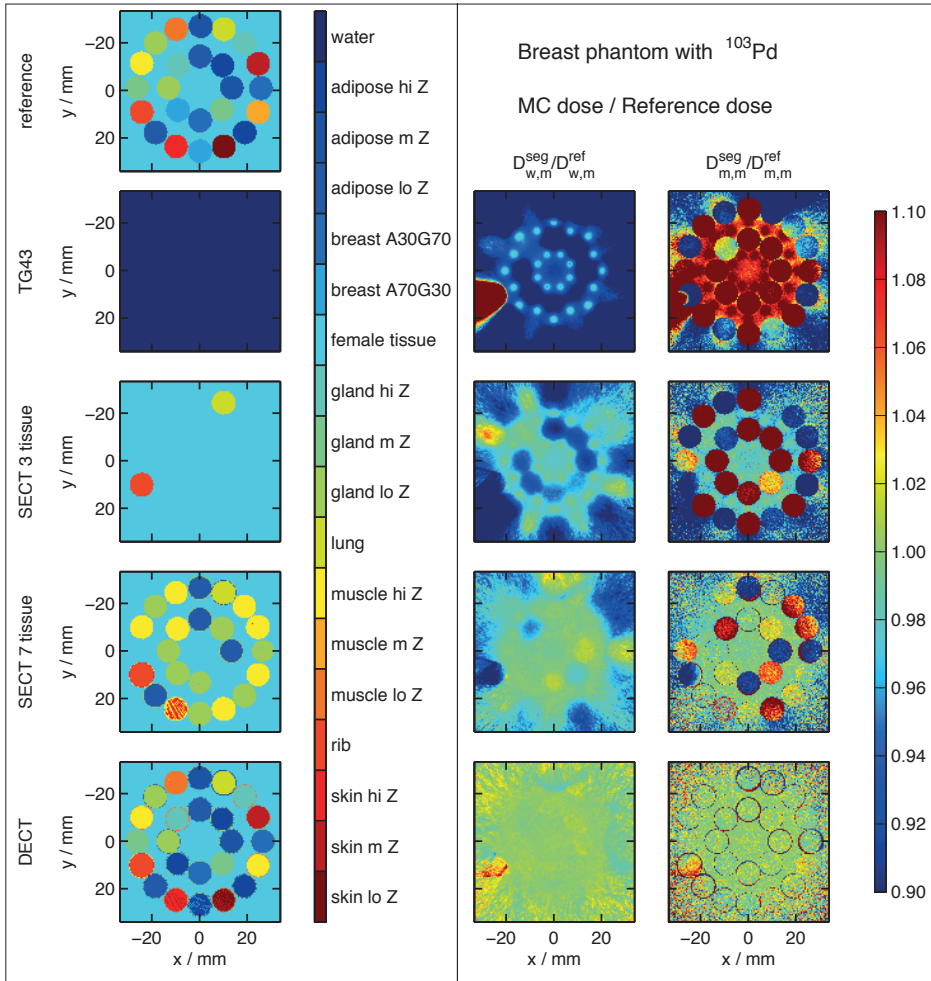 reference
y / mm
−20
0
20
TG43
y / mm
−20
0
20
SECT 3 tissue
y / mm
−20
0
20
SECT 7 tissue
y / mm
−20
0
20
DECT
y / mm
−20
0
20
−20 0 20
x / mm
water
adipose hi Z
adipose m Z
adipose lo Z
breast A30G70
breast A70G30
female tissue
gland hi Z
gland m Z
gland lo Z
lung
muscle hi Z
muscle m Z
muscle lo Z
rib
skin hi Z
skin m Z
skin lo Z
Breast phantom with ¹⁰³Pd
MC dose / Reference dose
D^seg_w,m/D^ref_w,m D^seg_m,m/D^ref_m,m
−20 0 20 −20 0 20
x / mm x / mm
1.10
1.08
1.06
1.04
1.02
1.00
0.98
0.96
0.94
0.92
0.90